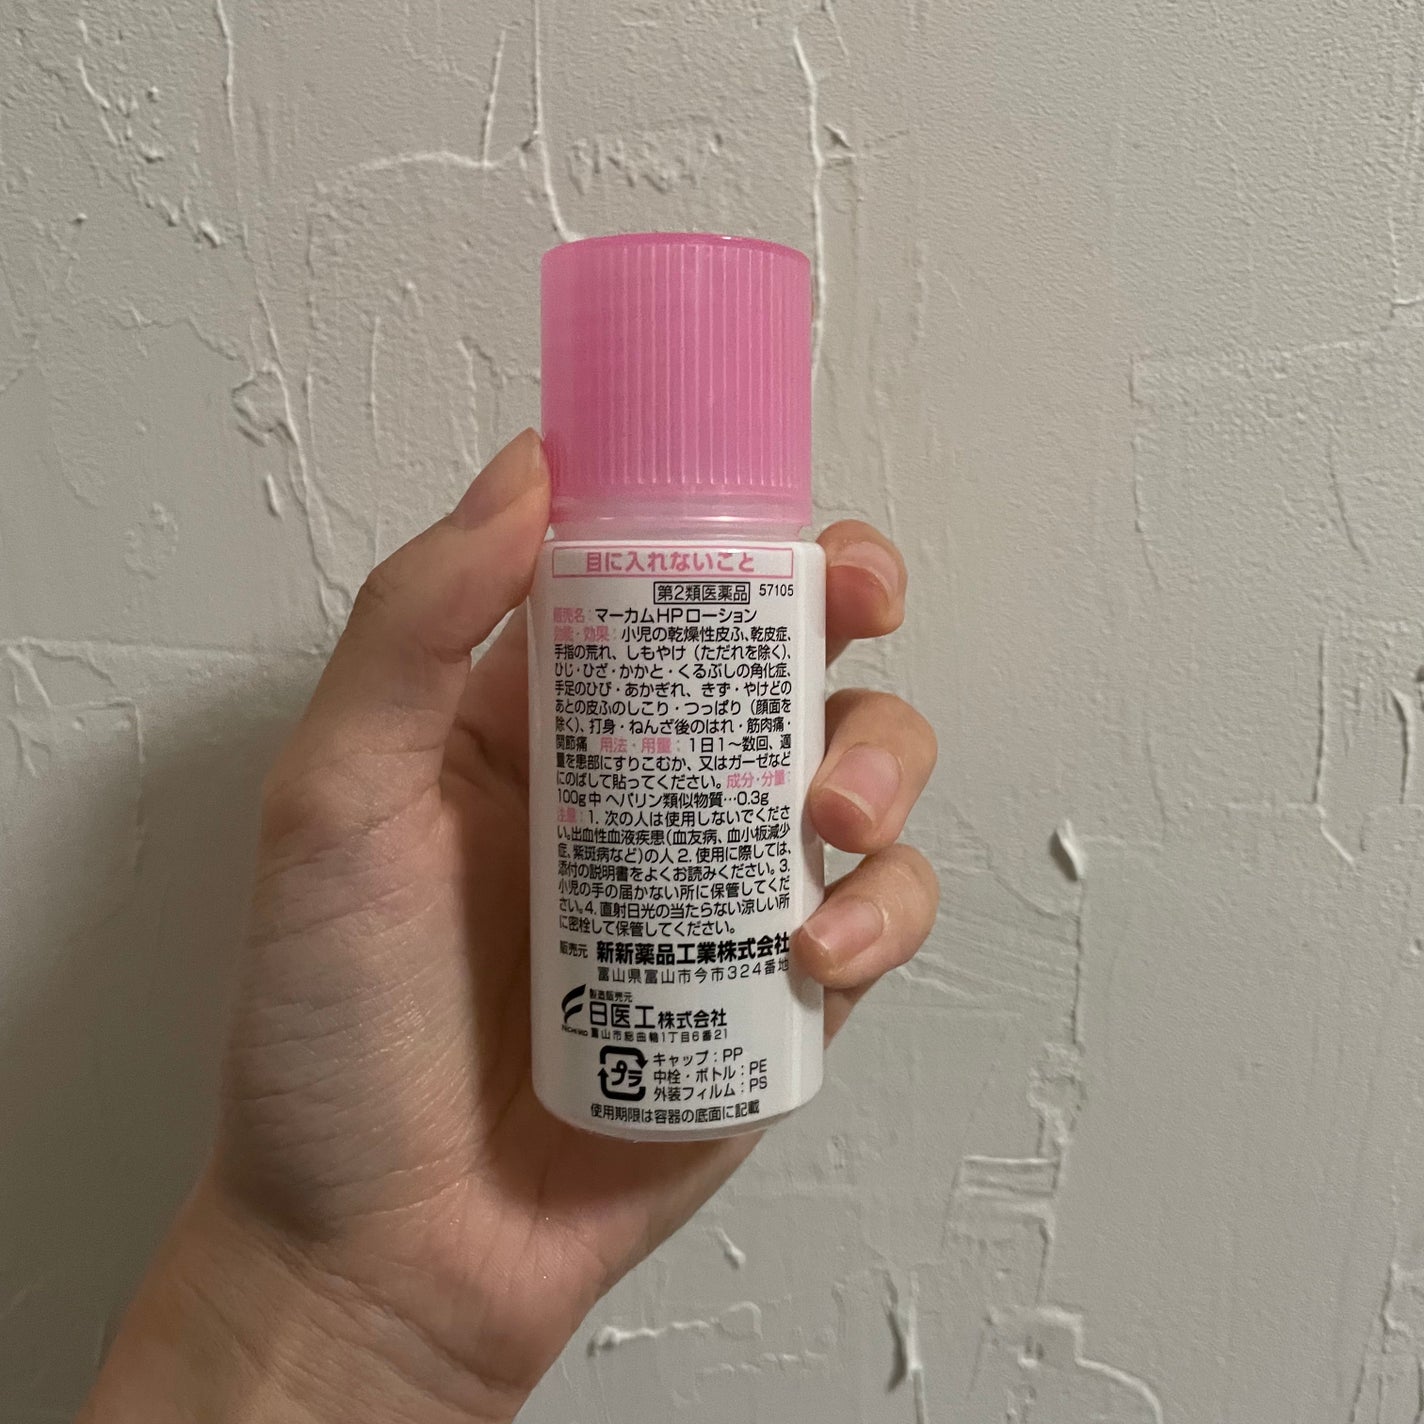 目に入れないこと
第2類医薬品 57105
販売名：マーカムHPローション
効能・効果：小児の乾燥性皮ふ、乾皮症、
手指の荒れ、しもやけ（ただれを除く）、
ひじ・ひざ・かかと・くるぶしの角化症、
手足のひび・あかぎれ、きず・やけどの
あとの皮ふのしこり・つっぱり（顔面を
除く）、打身・ねんざ後のはれ・筋肉痛・
関節痛 用法・用量：1日1〜数回、適
量を患部にすりこむか、又はガーゼなど
にのばして貼ってください。成分・分量：
100g中 ヘパリン類似物質…0.3g
注意：1. 次の人は使用しないでくださ
い。出血性血液疾患（血友病、血小板減少
症、紫斑病など）の人 2. 使用に際しては、
添付の説明書をよくお読みください。3.
小児の手の届かない所に保管してくだ
さい。4. 直射日光の当たらない涼しい所
に密栓して保管してください。
販売元 新新薬品工業株式会社
富山県富山市今市324番地
製造販売元
NICHI-IKO 日医工株式会社
富山市総曲輪1丁目6番21
プラ
キャップ：PP
中栓・ボトル：PE
外装フィルム：PS
使用期限は容器の底面に記載